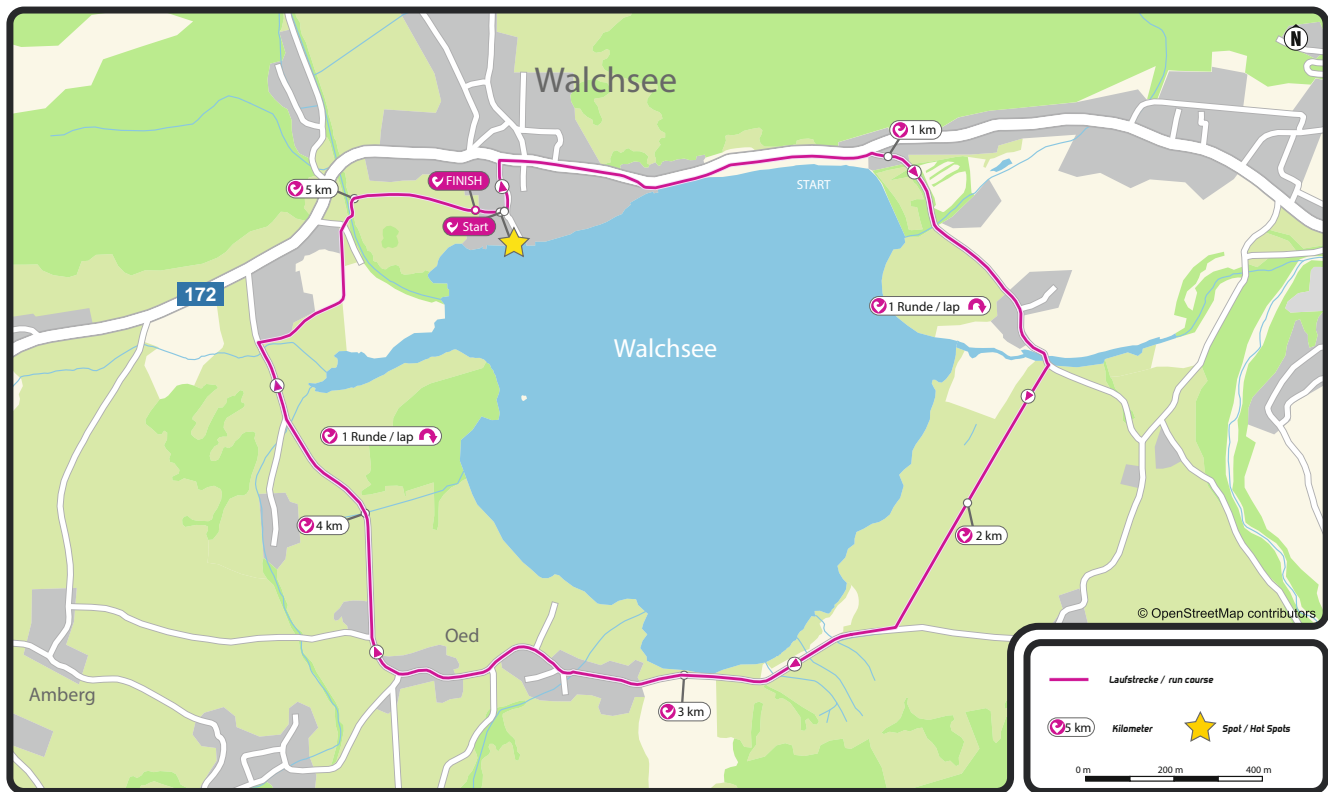 N
Walchsee
1 km
START
5 km
FINISH
Start
172
1 Runde / lap
Walchsee
1 Runde / lap
4 km
2 km
© OpenStreetMap contributors
Oed
Amberg
3 km
Laufstrecke / run course
5 km
Kilometer
Spot / Hot Spots
0 m
200 m
400 m